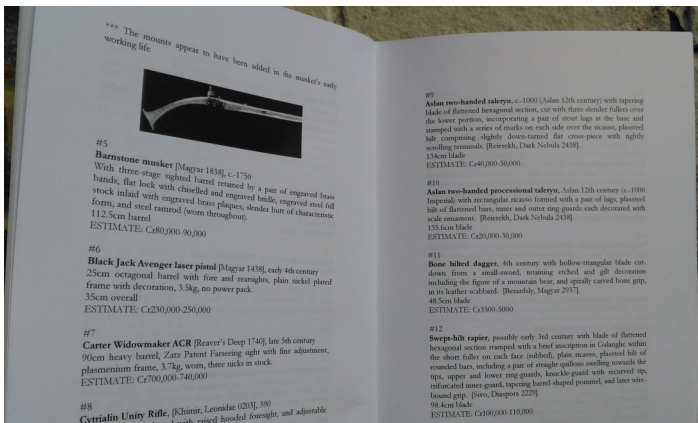 *** The mounts appear to have been added in the musket's early
working life
#5
Barnstone musket [Magyar 1838], c.-1750
With three-stage sighted barrel retained by a pair of engraved brass
bands, flat lock with chiselled and engraved bridle, engraved steel full
stock inlaid with engraved brass plaques, slender butt of characteristic
form, and steel ramrod (worn throughout).
112.5cm barrel
ESTIMATE: Cr80,000-90,000
#6
Black Jack Avenger laser pistol [Magyar 1438], early 4th century
25cm octagonal barrel with fore and rearsights, plain nickel plated
frame with decoration, 3.5kg, no power pack.
35cm overall
ESTIMATE: Cr230,000-250,000
#7
Carter Widowmaker ACR [Reaver's Deep 1740], late 5th century
90cm heavy barrel, Zatz Patent Farseeing sight with fine adjustment,
plasmenium frame, 3.7kg, worn, three nicks in stock.
ESTIMATE: Cr700,000-740,000
#8
Cytrialin Unity Rifle, [Khimir, Leonidae 0203], 390
with raised hooded foresight, and adjustable
#9
Aslan two-handed taleryu, c.-1000 (Aslan 12th century) with tapering
blade of flattened hexagonal section, cut with three slender fullers over
the lower portion, incorporating a pair of stout lugs at the base and
stamped with a series of marks on each side over the ricasso, plassteel
hilt comprising slightly down-turned flat cross-piece with tightly
scrolling terminals. [Reierekh, Dark Nebula 2438].
134cm blade
ESTIMATE: Cr40,000-50,000
#10
Aslan two-handed processional taleryu, Aslan 12th century (c.-1000
Imperial) with rectangular ricasso formed with a pair of lugs, plassteel
hilt of flattened bars, inner and outer ring-guards each decorated with
scale ornament. [Reierekh, Dark Nebula 2438].
135.6cm blade
ESTIMATE: Cr20,000-30,000
#11
Bone hilted dagger, 4th century with hollow-triangular blade cut-
down from a small-sword, retaining etched and gilt decoration
including the figure of a mountain bear, and spirally carved bone grip,
in its leather scabbard. [Berarddy, Magyar 2937].
48.5cm blade
ESTIMATE: Cr3500-5000
#12
Swept-hilt rapier, possibly early 3rd century with blade of flattened
hexagonal section stamped with a brief inscription in Galanglic within
the short fuller on each face (rubbed), plain ricasso, plassteel hilt of
rounded bars, including a pair of straight quillons swelling towards the
tips, upper and lower ring-guards, knuckle-guard with recurved tip,
trifurcated inner-guard, tapering barrel-shaped pommel, and later wire-
bound grip. [Sivo, Diaspora 2229].
98.4cm blade
ESTIMATE: Cr100,000-110,000